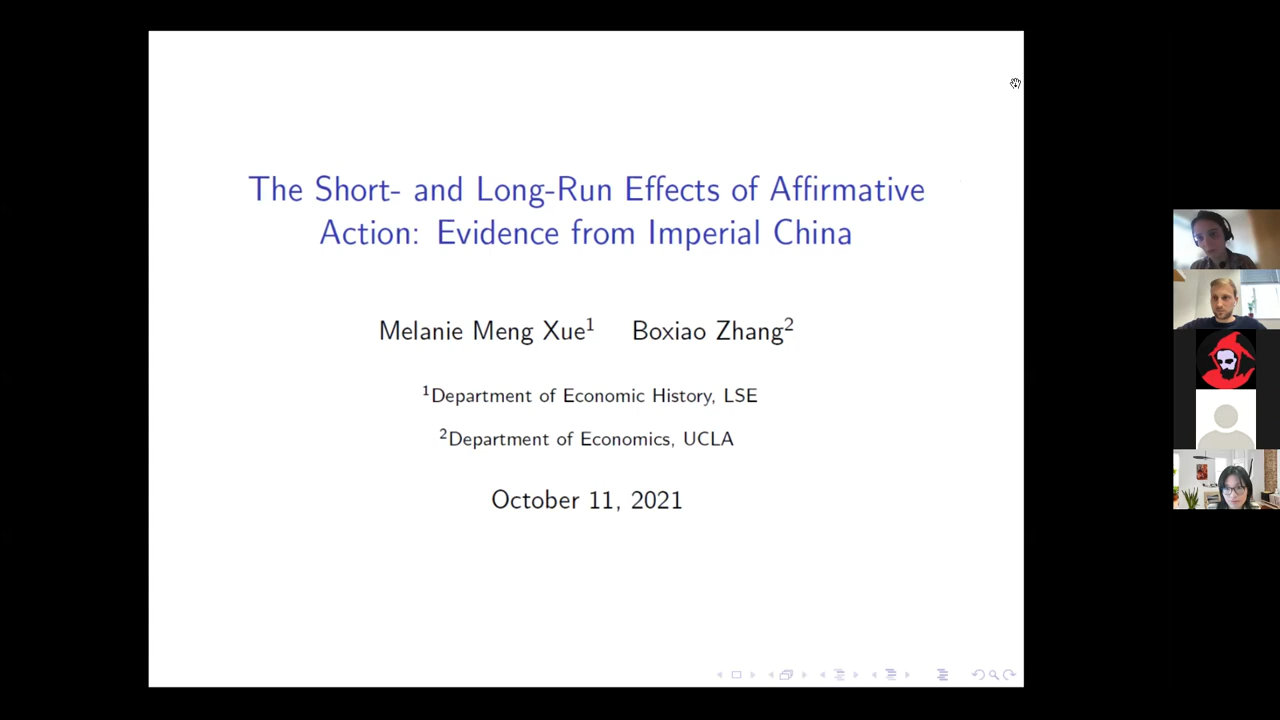 The Short- and Long-Run Effects of Affirmative
Action: Evidence from Imperial China
Melanie Meng Xue¹ Boxiao Zhang²
¹Department of Economic History, LSE
²Department of Economics, UCLA
October 11, 2021